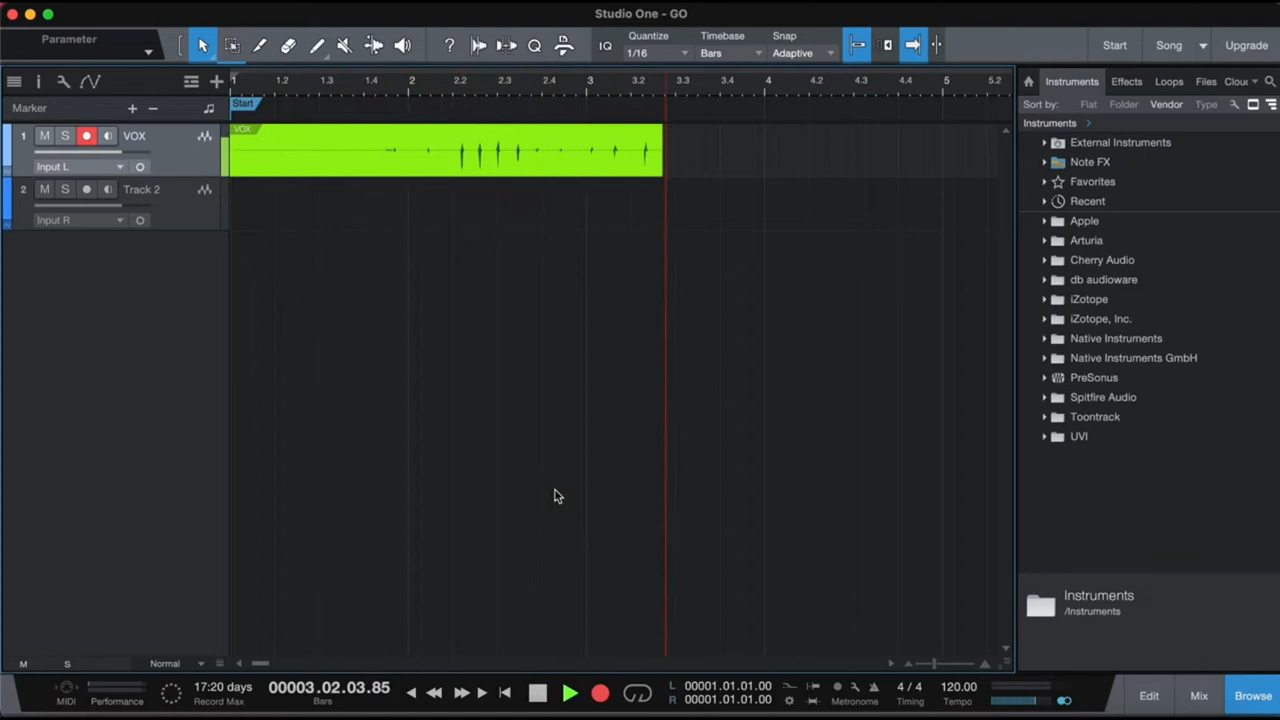 Studio One - GO
Parameter
IQ
Quantize
1/16
Timebase
Bars
Snap
Adaptive
Start
Song
Upgrade
1
1.2
1.3
1.4
2
2.2
2.3
2.4
3
3.2
3.3
4
4.2
4.3
4.4
5
5.2
Marker
Start
1
M
S
VOX
Input L
2
M
S
Track 2
Input R
VOX
Instruments
Effects
Loops
Files
Clou
Sort by:
Flat
Folder
Vendor
Type
Instruments
External Instruments
Note FX
Favorites
Recent
Apple
Arturia
Cherry Audio
db audioware
iZotope
iZotope, Inc.
Native Instruments
Native Instruments GmbH
PreSonus
Spitfire Audio
Toontrack
UVI
Instruments
/Instruments
M
S
Normal
MIDI
Performance
17:20 days
Record Max
00003.02.03.85
Bars
L 00001.01.01.00
R 00001.01.01.00
Metronome
4 / 4
Timing
120.00
Tempo
Edit
Mix
Browse